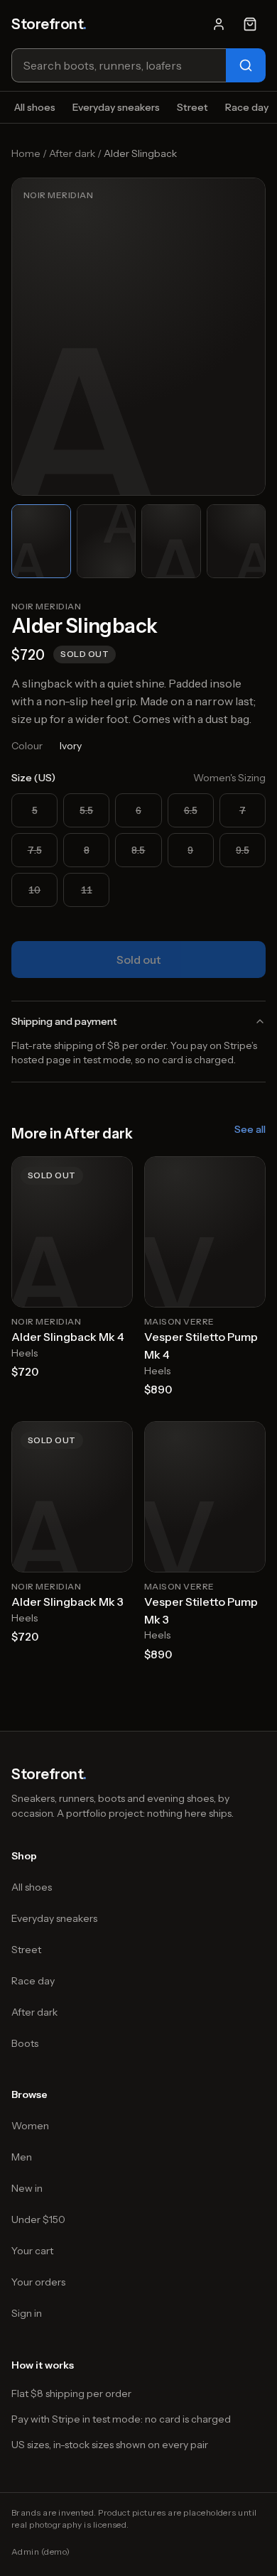 Storefront.
Search boots, runners, loafers
All shoes Everyday sneakers Street Race day
Home / After dark / Alder Slingback
NOIR MERIDIAN
A
A A A A
NOIR MERIDIAN
Alder Slingback
$720 SOLD OUT
A slingback with a quiet shine. Padded insole
with a non-slip heel grip. Made on a narrow last;
size up for a wider foot. Comes with a dust bag.
Colour Ivory
Size (US) Women's Sizing
5 5.5 6 6.5 7
7.5 8 8.5 9 9.5
10 11
Sold out
Shipping and payment
Flat-rate shipping of $8 per order. You pay on Stripe's
hosted page in test mode, so no card is charged.
More in After dark See all
SOLD OUT
A V
NOIR MERIDIAN
Alder Slingback Mk 4
Heels
$720
MAISON VERRE
Vesper Stiletto Pump
Mk 4
Heels
$890
SOLD OUT
A V
NOIR MERIDIAN
Alder Slingback Mk 3
Heels
$720
MAISON VERRE
Vesper Stiletto Pump
Mk 3
Heels
$890
Storefront.
Sneakers, runners, boots and evening shoes, by
occasion. A portfolio project: nothing here ships.
Shop
All shoes
Everyday sneakers
Street
Race day
After dark
Boots
Browse
Women
Men
New in
Under $150
Your cart
Your orders
Sign in
How it works
Flat $8 shipping per order
Pay with Stripe in test mode: no card is charged
US sizes, in-stock sizes shown on every pair
Brands are invented. Product pictures are placeholders until
real photography is licensed.
Admin (demo)